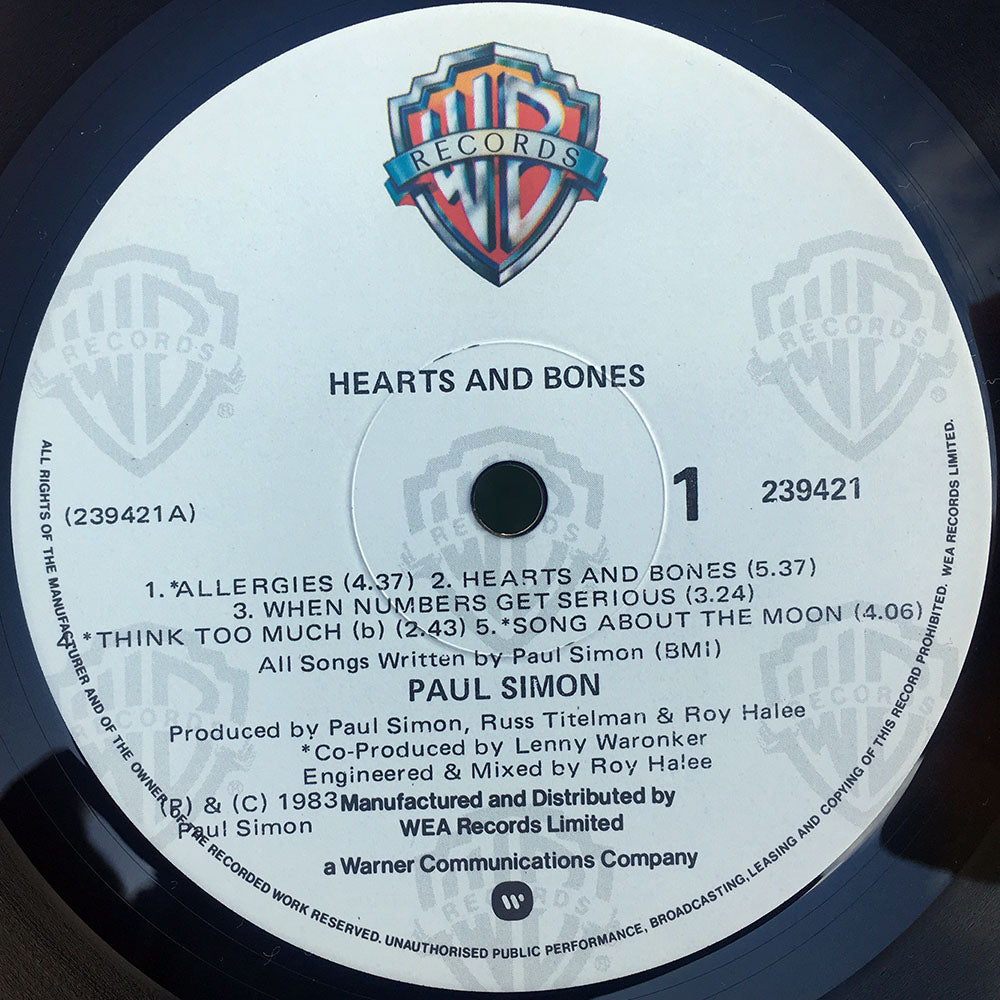 WB
RECORDS
RECORDS
RECORDS
®
®
HEARTS AND BONES
RECORDS
1
239421
(239421A)
1.*ALLERGIES (4.37) 2. HEARTS AND BONES (5.37)
3. WHEN NUMBERS GET SERIOUS (3.24)
4. *THINK TOO MUCH (b) (2.43) 5.*SONG ABOUT THE MOON (4.06)
All Songs Written by Paul Simon (BMI)
PAUL SIMON
Produced by Paul Simon, Russ Titelman & Roy Halee
*Co-Produced by Lenny Waronker
Engineered & Mixed by Roy Halee
(P) & (C) 1983
Paul Simon
Manufactured and Distributed by
WEA Records Limited
a Warner Communications Company
ALL RIGHTS OF THE MANUFACTURER AND OF THE OWNER OF THE RECORDED WORK RESERVED. UNAUTHORISED PUBLIC PERFORMANCE, BROADCASTING, LEASING AND COPYING OF THIS RECORD PROHIBITED. WEA RECORDS LIMITED.